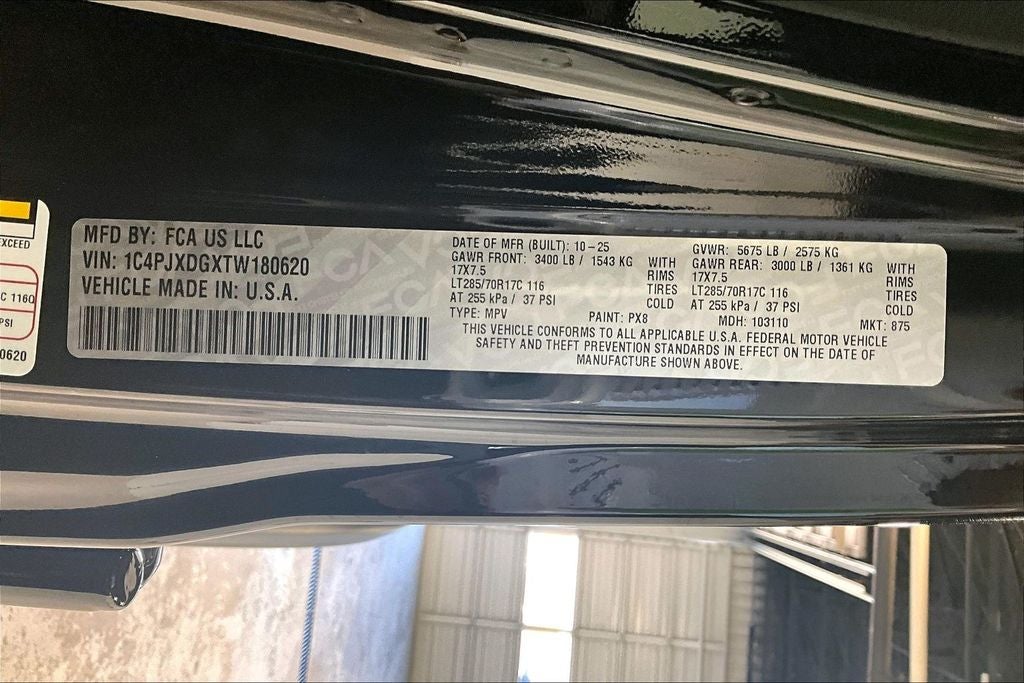 EXCEED
C 1160
PSI
0620
MFD BY: FCA US LLC
VIN: 1C4PJXDGXTW180620
VEHICLE MADE IN: U.S.A.
DATE OF MFR (BUILT): 10-25
GVWR: 5675 LB / 2575 KG
GAWR FRONT: 3400 LB / 1543 KG WITH
17X7.5 RIMS
LT285/70R17C 116 TIRES
AT 255 kPa / 37 PSI COLD
GAWR REAR: 3000 LB / 1361 KG WITH
17X7.5 RIMS
LT285/70R17C 116 TIRES
AT 255 kPa / 37 PSI COLD
TYPE: MPV PAINT: PX8 MDH: 103110 MKT: 875
THIS VEHICLE CONFORMS TO ALL APPLICABLE U.S.A. FEDERAL MOTOR VEHICLE
SAFETY AND THEFT PREVENTION STANDARDS IN EFFECT ON THE DATE OF
MANUFACTURE SHOWN ABOVE.